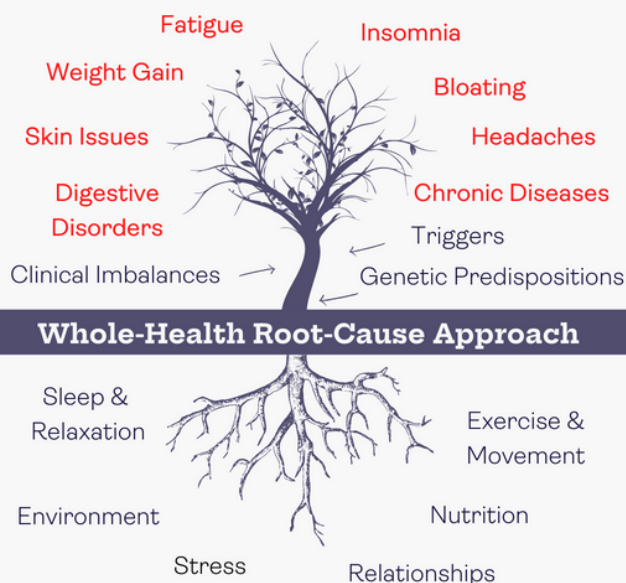 Fatigue
Insomnia
Weight Gain
Bloating
Skin Issues
Headaches
Digestive
Disorders
Chronic Diseases
Triggers
Clinical Imbalances
Genetic Predispositions
Whole-Health Root-Cause Approach
Sleep &
Relaxation
Exercise &
Movement
Environment
Nutrition
Stress
Relationships